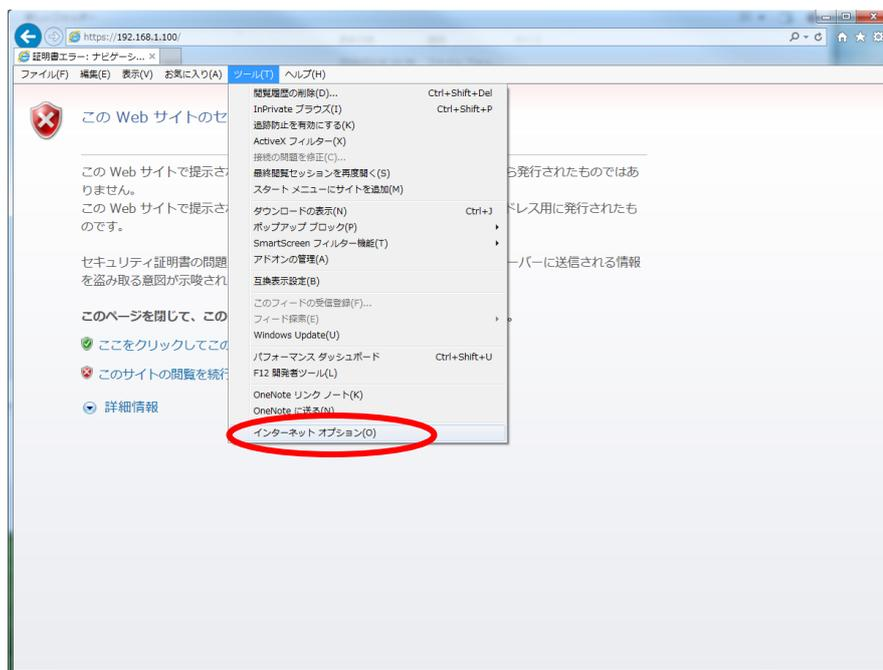 https://192.168.1.100/
証明書エラー: ナビゲーシ...
ファイル(F) 編集(E) 表示(V) お気に入り(A) ツール(T) ヘルプ(H)
この Web サイトのセ
この Web サイトで提示さ
ら発行されたものではあ
りません。
この Web サイトで提示さ
ドレス用に発行されたも
のです。
セキュリティ証明書の問題
ーバーに送信される情報
を盗み取る意図が示唆され
このページを閉じて、この
。
ここをクリックしてこの
このサイトの閲覧を続行
詳細情報
閲覧履歴の削除(D)... Ctrl+Shift+Del
InPrivate ブラウズ(I) Ctrl+Shift+P
追跡防止を有効にする(K)
ActiveX フィルター(X)
接続の問題を修正(C)...
最終閲覧セッションを再度開く(S)
スタート メニューにサイトを追加(M)
ダウンロードの表示(N) Ctrl+J
ポップアップ ブロック(P)
SmartScreen フィルター機能(T)
アドオンの管理(A)
互換表示設定(B)
このフィードの受信登録(F)...
フィード探索(E)
Windows Update(U)
パフォーマンス ダッシュボード Ctrl+Shift+U
F12 開発者ツール(L)
OneNote リンク ノート(K)
OneNote に送る(N)
インターネット オプション(O)